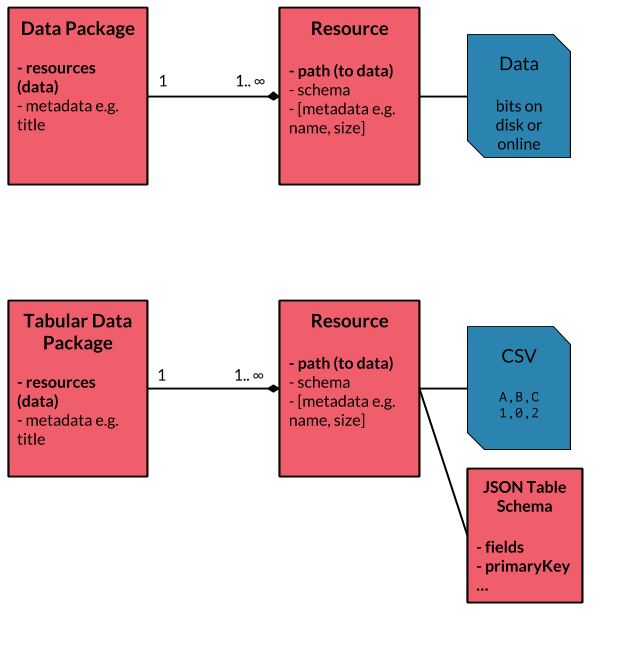 Data Package
- resources
(data)
- metadata e.g.
title
1
1.. ∞
Resource
- path (to data)
- schema
- [metadata e.g.
name, size]
Data
bits on
disk or
online
Tabular Data
Package
- resources
(data)
- metadata e.g.
title
1
1.. ∞
Resource
- path (to data)
- schema
- [metadata e.g.
name, size]
CSV
A,B,C
1,0,2
JSON Table
Schema
- fields
- primaryKey
...